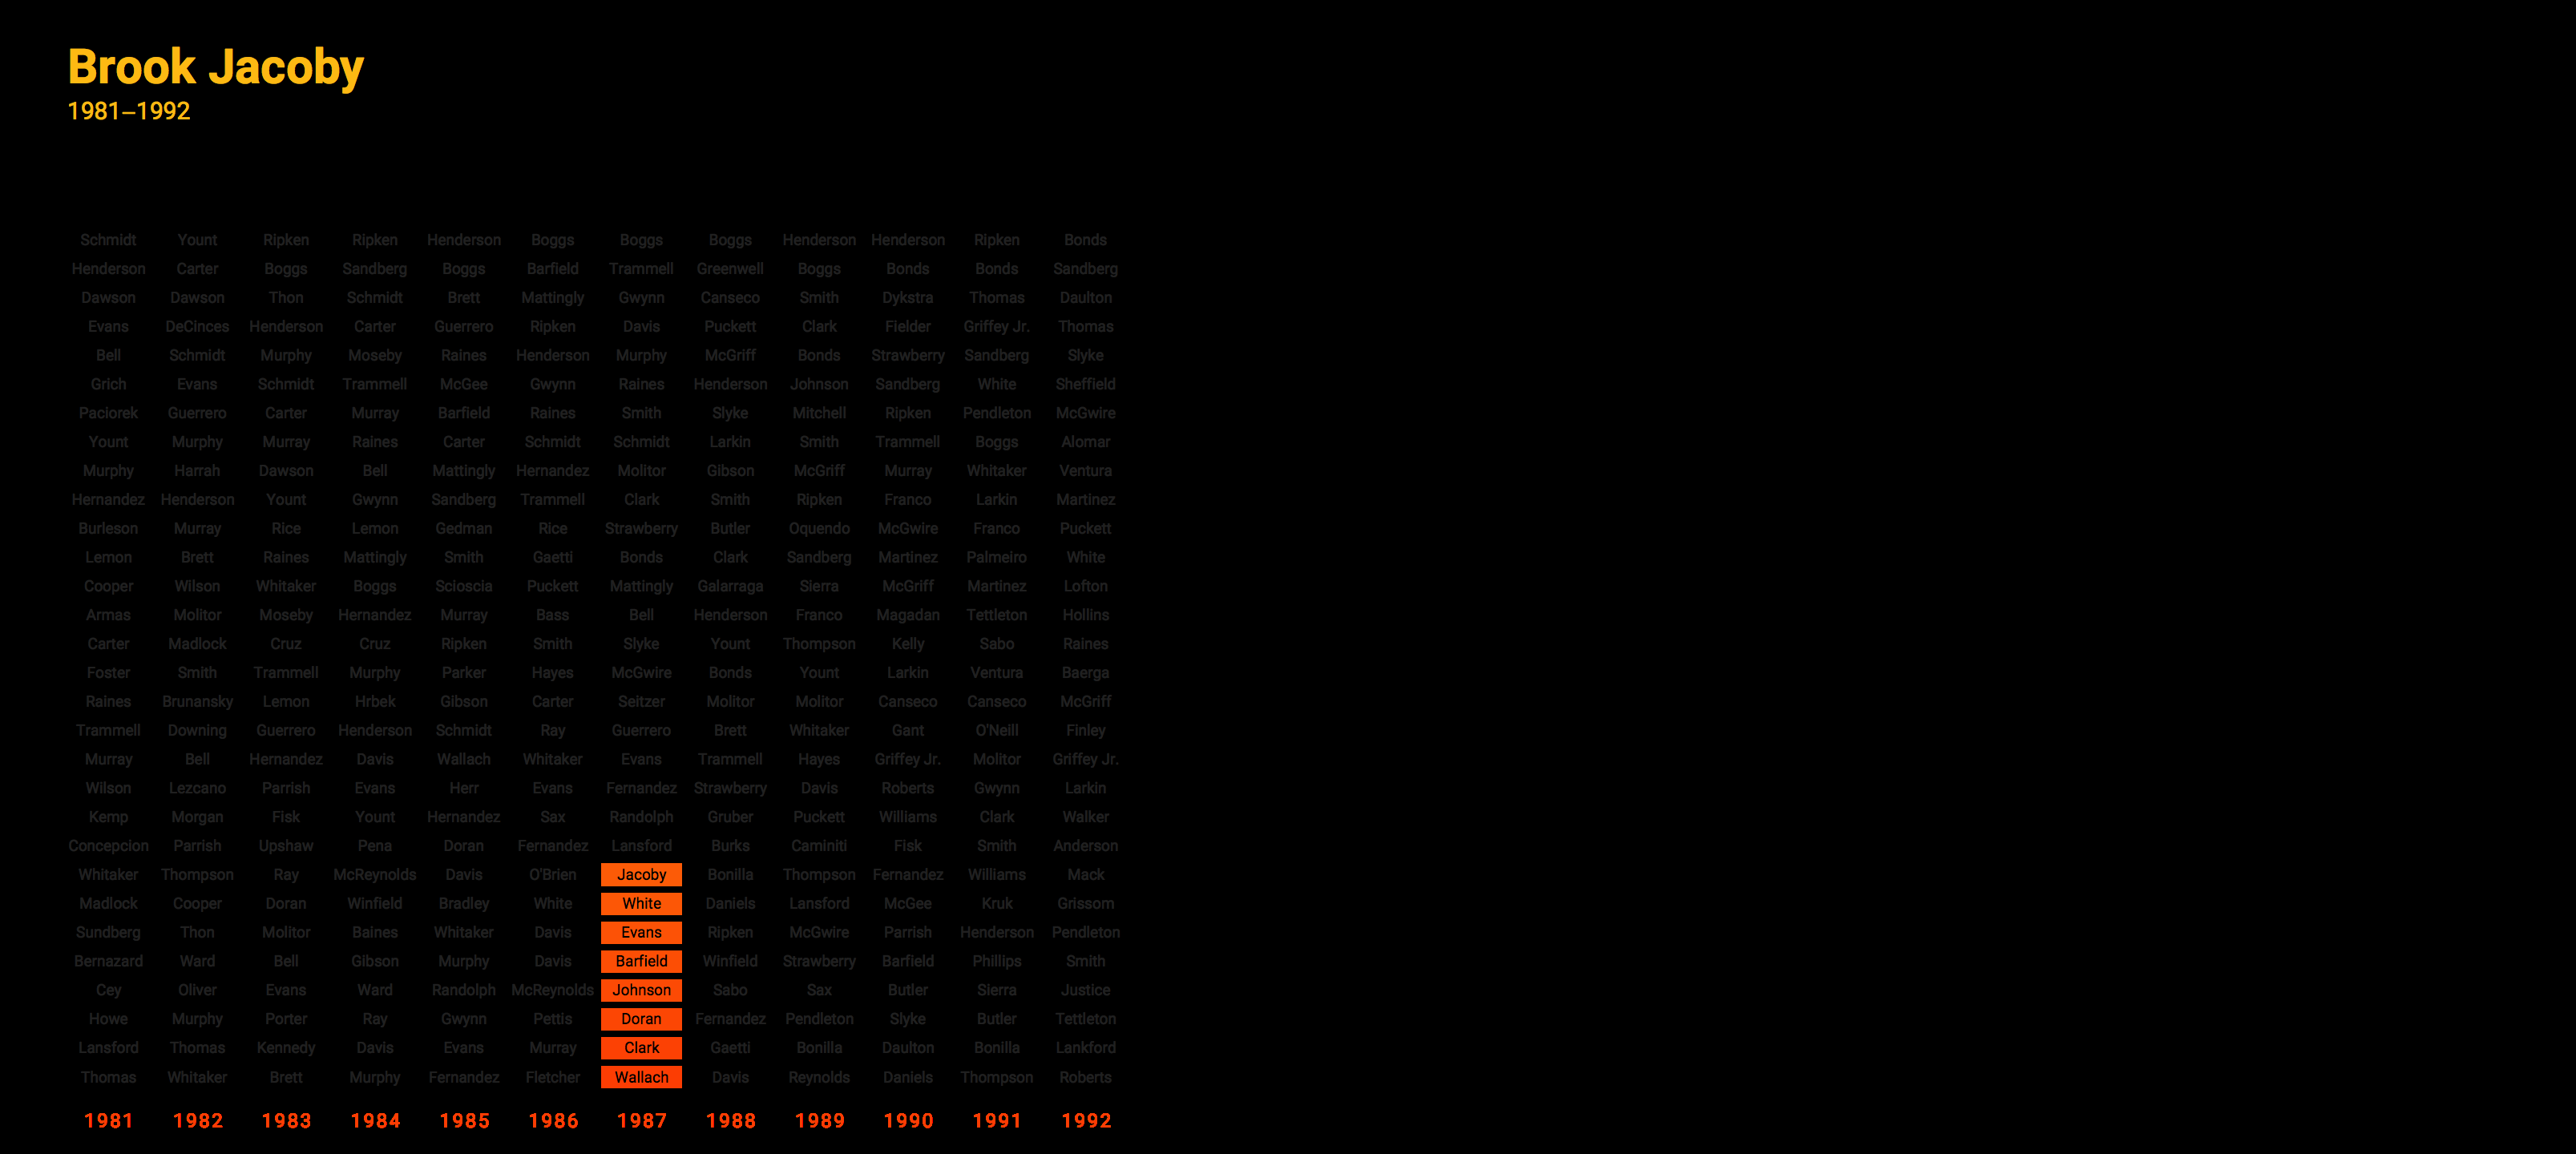 Brook Jacoby
1981–1992
Schmidt Yount Ripken Ripken Henderson Boggs Boggs Boggs Henderson Henderson Ripken Bonds
Henderson Carter Boggs Sandberg Boggs Barfield Trammell Greenwell Boggs Bonds Bonds Sandberg
Dawson Dawson Thon Schmidt Brett Mattingly Gwynn Canseco Smith Dykstra Thomas Daulton
Evans DeCinces Henderson Carter Guerrero Ripken Davis Puckett Clark Fielder Griffey Jr. Thomas
Bell Schmidt Murphy Moseby Raines Henderson Murphy McGriff Bonds Strawberry Sandberg Slyke
Grich Evans Schmidt Trammell McGee Gwynn Raines Henderson Johnson Sandberg White Sheffield
Paciorek Guerrero Carter Murray Barfield Raines Smith Slyke Mitchell Ripken Pendleton McGwire
Yount Murphy Murray Raines Carter Schmidt Schmidt Larkin Smith Trammell Boggs Alomar
Murphy Harrah Dawson Bell Mattingly Hernandez Molitor Gibson McGriff Murray Whitaker Ventura
Hernandez Henderson Yount Gwynn Sandberg Trammell Clark Smith Ripken Franco Larkin Martinez
Burleson Murray Rice Lemon Gedman Rice Strawberry Butler Oquendo McGwire Franco Puckett
Lemon Brett Raines Mattingly Smith Gaetti Bonds Clark Sandberg Martinez Palmeiro White
Cooper Wilson Whitaker Boggs Scioscia Puckett Mattingly Galarraga Sierra McGriff Martinez Lofton
Armas Molitor Moseby Hernandez Murray Bass Bell Henderson Franco Magadan Tettleton Hollins
Carter Madlock Cruz Cruz Ripken Smith Slyke Yount Thompson Kelly Sabo Raines
Foster Smith Trammell Murphy Parker Hayes McGwire Bonds Yount Larkin Ventura Baerga
Raines Brunansky Lemon Hrbek Gibson Carter Seitzer Molitor Molitor Canseco Canseco McGriff
Trammell Downing Guerrero Henderson Schmidt Ray Guerrero Brett Whitaker Gant O'Neill Finley
Murray Bell Hernandez Davis Wallach Whitaker Evans Trammell Hayes Griffey Jr. Molitor Griffey Jr.
Wilson Lezcano Parrish Evans Herr Evans Fernandez Strawberry Davis Roberts Gwynn Larkin
Kemp Morgan Fisk Yount Hernandez Sax Randolph Gruber Puckett Williams Clark Walker
Concepcion Parrish Upshaw Pena Doran Fernandez Lansford Burks Caminiti Fisk Smith Anderson
Whitaker Thompson Ray McReynolds Davis O'Brien Jacoby Bonilla Thompson Fernandez Williams Mack
Madlock Cooper Doran Winfield Bradley White White Daniels Lansford McGee Kruk Grissom
Sundberg Thon Molitor Baines Whitaker Davis Evans Ripken McGwire Parrish Henderson Pendleton
Bernazard Ward Bell Gibson Murphy Davis Barfield Winfield Strawberry Barfield Phillips Smith
Cey Oliver Evans Ward Randolph McReynolds Johnson Sabo Sax Butler Sierra Justice
Howe Murphy Porter Ray Gwynn Pettis Doran Fernandez Pendleton Slyke Butler Tettleton
Lansford Thomas Kennedy Davis Evans Murray Clark Gaetti Bonilla Daulton Bonilla Lankford
Thomas Whitaker Brett Murphy Fernandez Fletcher Wallach Davis Reynolds Daniels Thompson Roberts
1981 1982 1983 1984 1985 1986 1987 1988 1989 1990 1991 1992